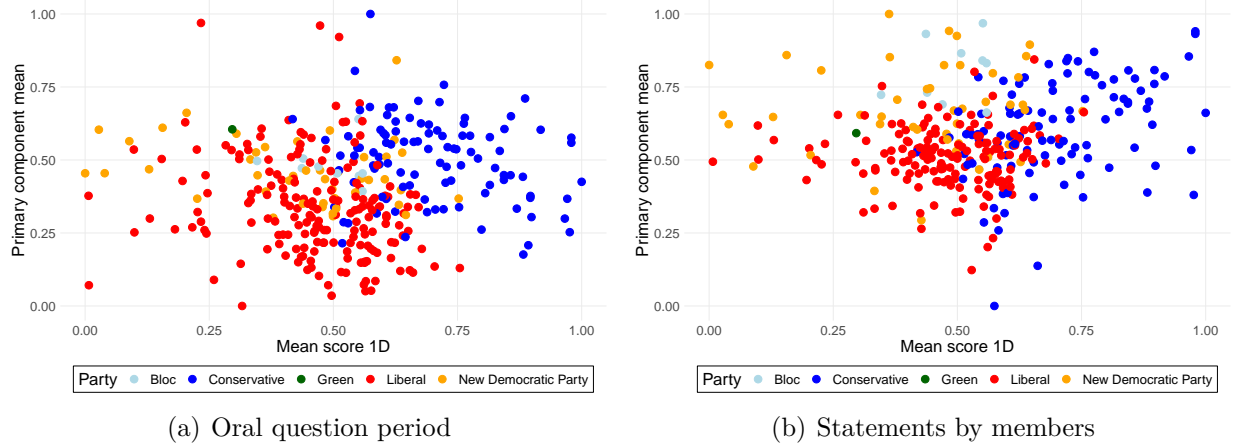 1.00
0.75
0.50
0.25
0.00
Primary component mean
0.00 0.25 0.50 0.75 1.00
Mean score 1D
Party Bloc Conservative Green Liberal New Democratic Party
(a) Oral question period
1.00
0.75
0.50
0.25
0.00
Primary component mean
0.00 0.25 0.50 0.75 1.00
Mean score 1D
Party Bloc Conservative Green Liberal New Democratic Party
(b) Statements by members